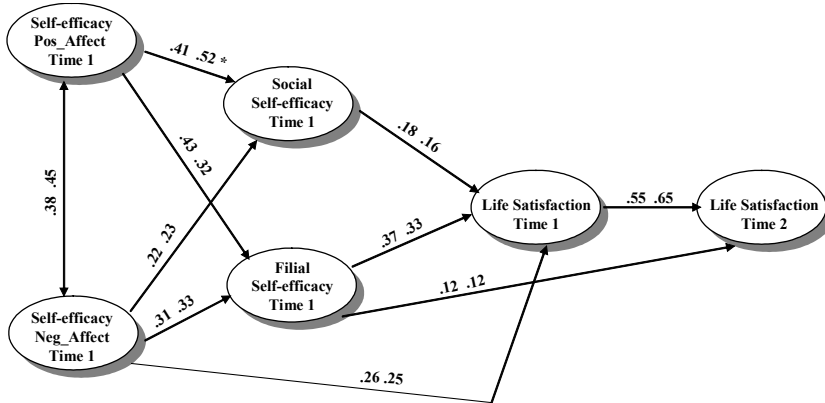 Self-efficacy
Pos_Affect
Time 1
.41 .52 *
Social
Self-efficacy
Time 1
.43 .32
.18 .16
.38 .45
Life Satisfaction
Time 1
.55 .65
Life Satisfaction
Time 2
.22 .23
.37 .33
Filial
Self-efficacy
Time 1
.12 .12
.31 .33
Self-efficacy
Neg_Affect
Time 1
.26 .25